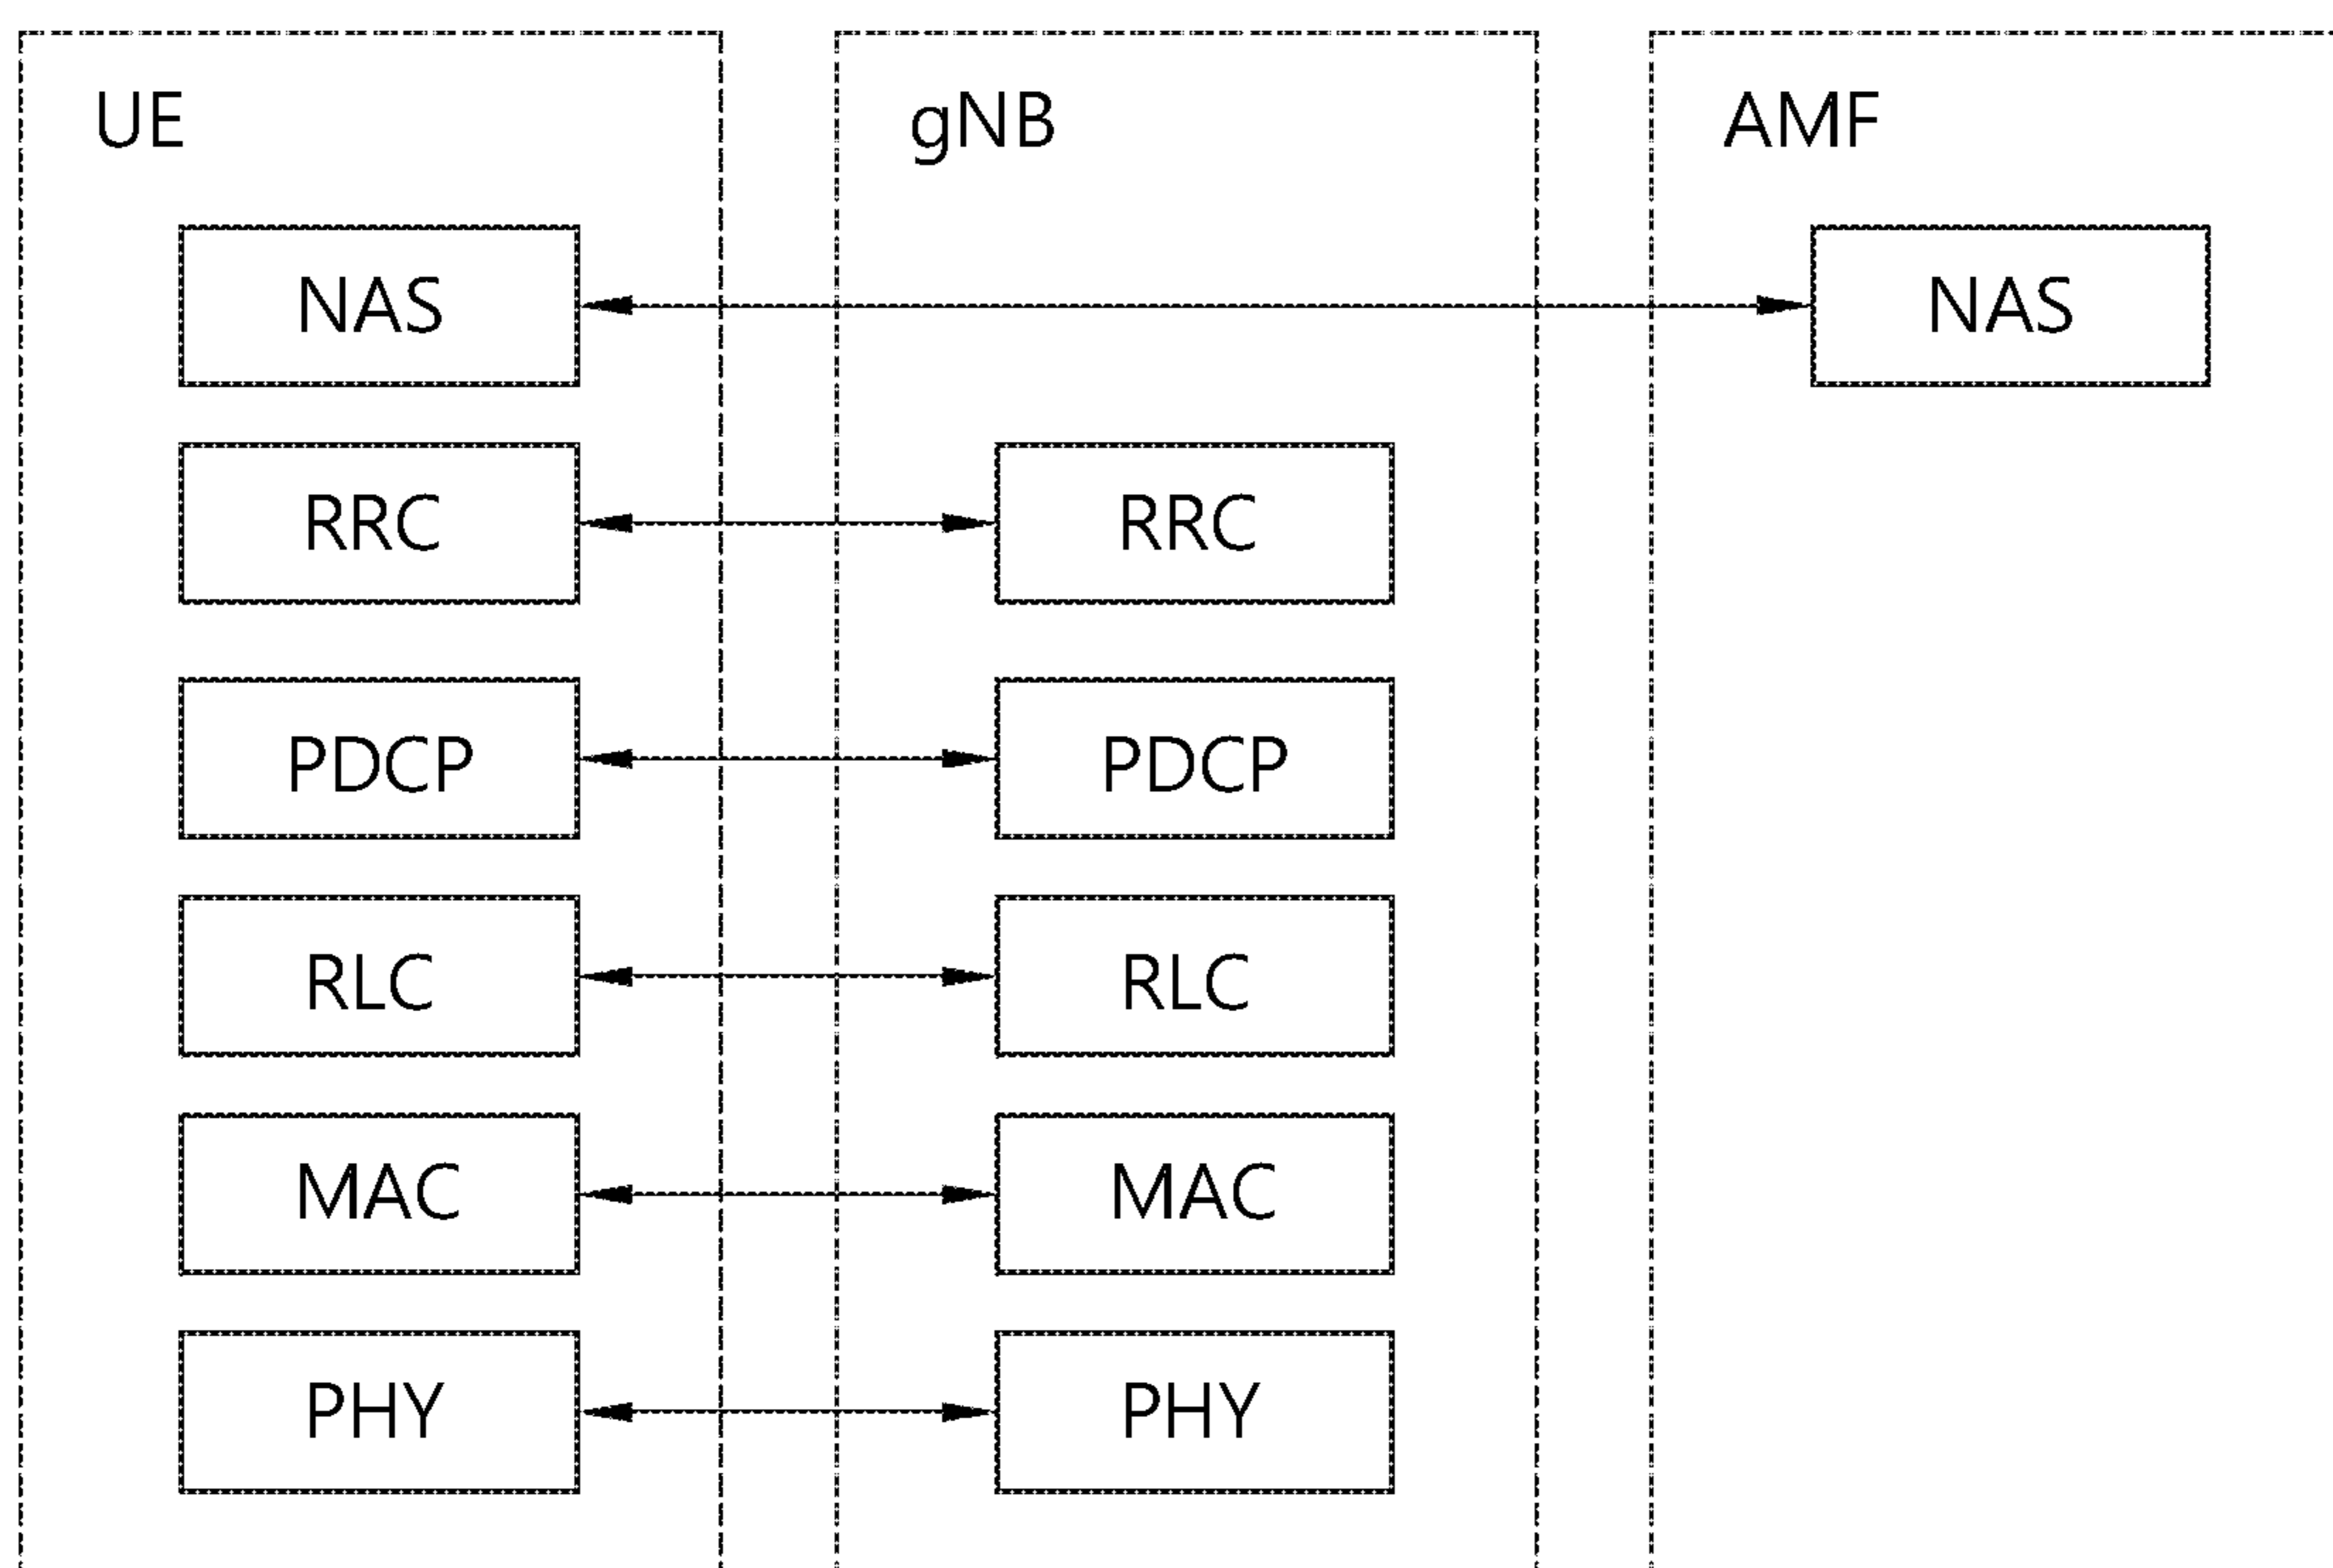 UE
gNB
AMF
NAS
NAS
RRC
RRC
PDCP
PDCP
RLC
RLC
MAC
MAC
PHY
PHY